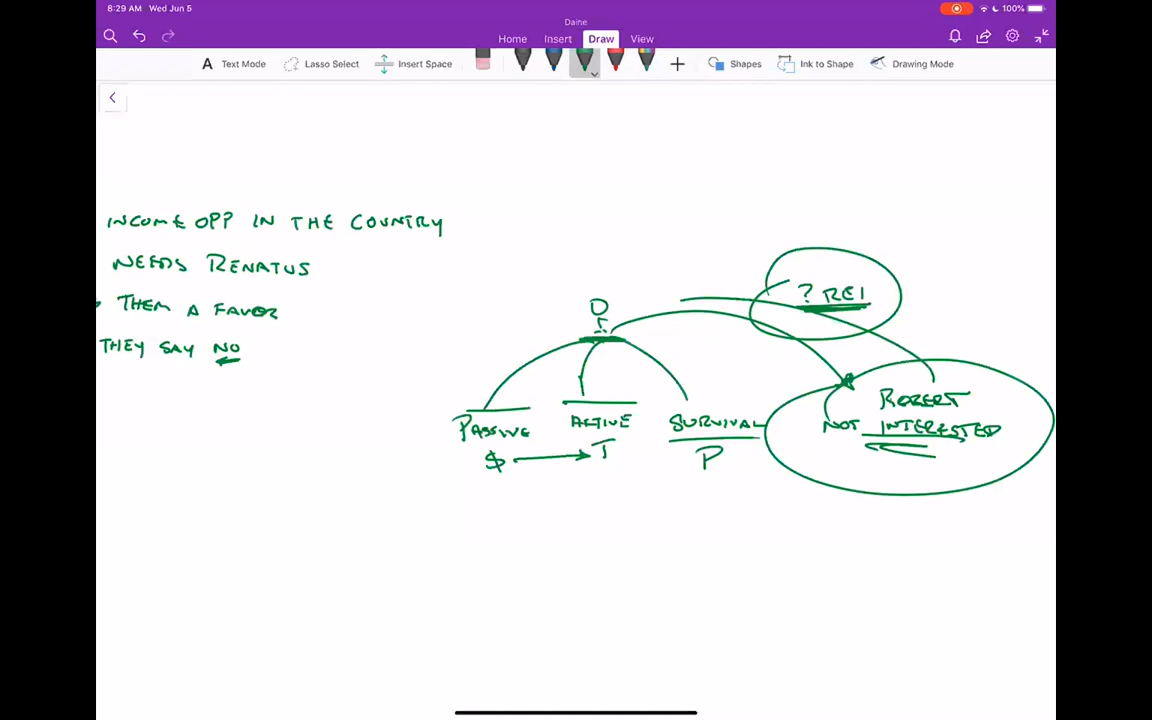 8:29 AM Wed Jun 5
100%
Daine
Home Insert Draw View
Text Mode Lasso Select Insert Space Shapes Ink to Shape Drawing Mode
INCOME OPP IN THE COUNTRY
NEEDS RENATUS
THEM A FAVOR
THEY SAY NO
? REI
PASSIVE ACTIVE SURVIVAL
$ T P
ROBERT
NOT INTERESTED